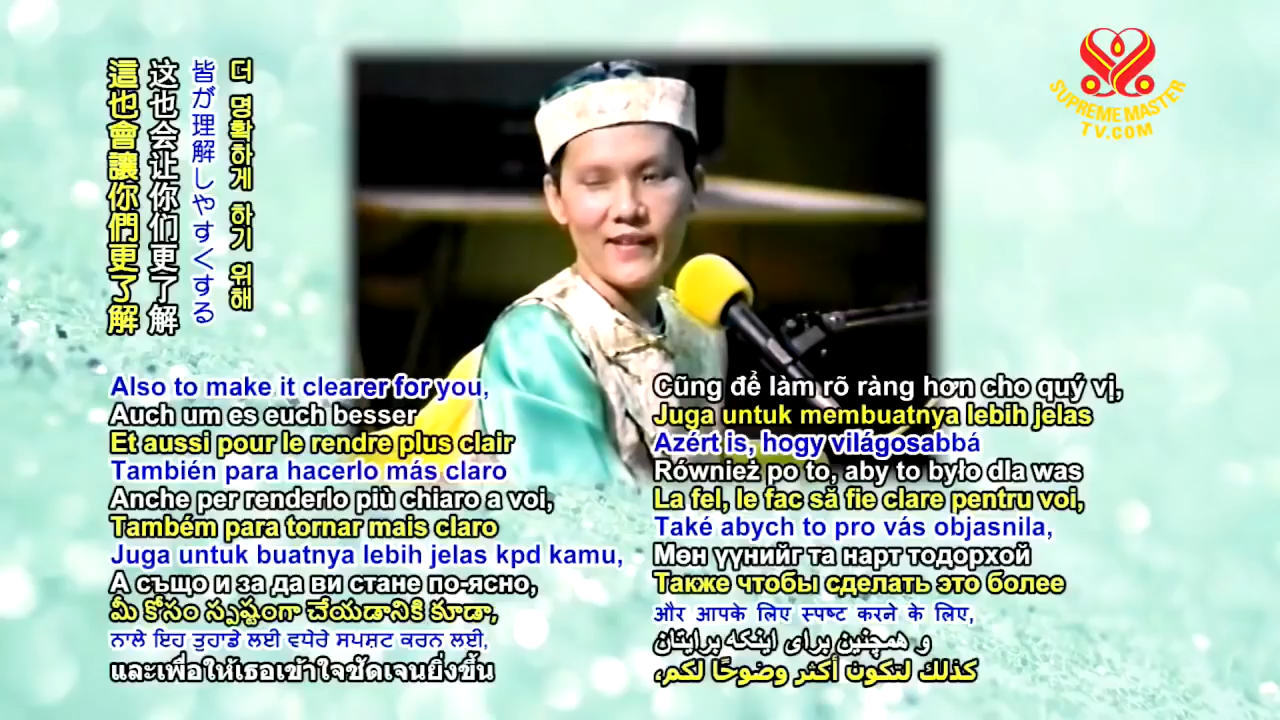 這也會讓你們更了解
这也会让你们更了解
皆が理解しやすくする
더 명확하게 하기 위해
SUPREME MASTER
TV.COM
Also to make it clearer for you,
Auch um es euch besser
Et aussi pour le rendre plus clair
También para hacerlo más claro
Anche per renderlo più chiaro a voi,
Também para tornar mais claro
Juga untuk buatnya lebih jelas kpd kamu,
А също и за да ви стане по-ясно,
మీ కోసం స్పష్టంగా చేయడానికి కూడా,
ਨਾਲੇ ਇਹ ਤੁਹਾਡੇ ਲਈ ਵਧੇਰੇ ਸਪਸ਼ਟ ਕਰਨ ਲਈ,
และเพื่อให้เธอเข้าใจชัดเจนยิ่งขึ้น
Cũng để làm rõ ràng hơn cho quý vị,
Juga untuk membuatnya lebih jelas
Azért is, hogy világosabbá
Również po to, aby to było dla was
La fel, le fac să fie clare pentru voi,
Také abych to pro vás objasnila,
Мөн үүнийг та нарт тодорхой
Также чтобы сделать это более
और आपके लिए स्पष्ट करने के लिए,
و همچنین برای اینکه برایتان
كذلك لتكون أكثر وضوحًا لكم،